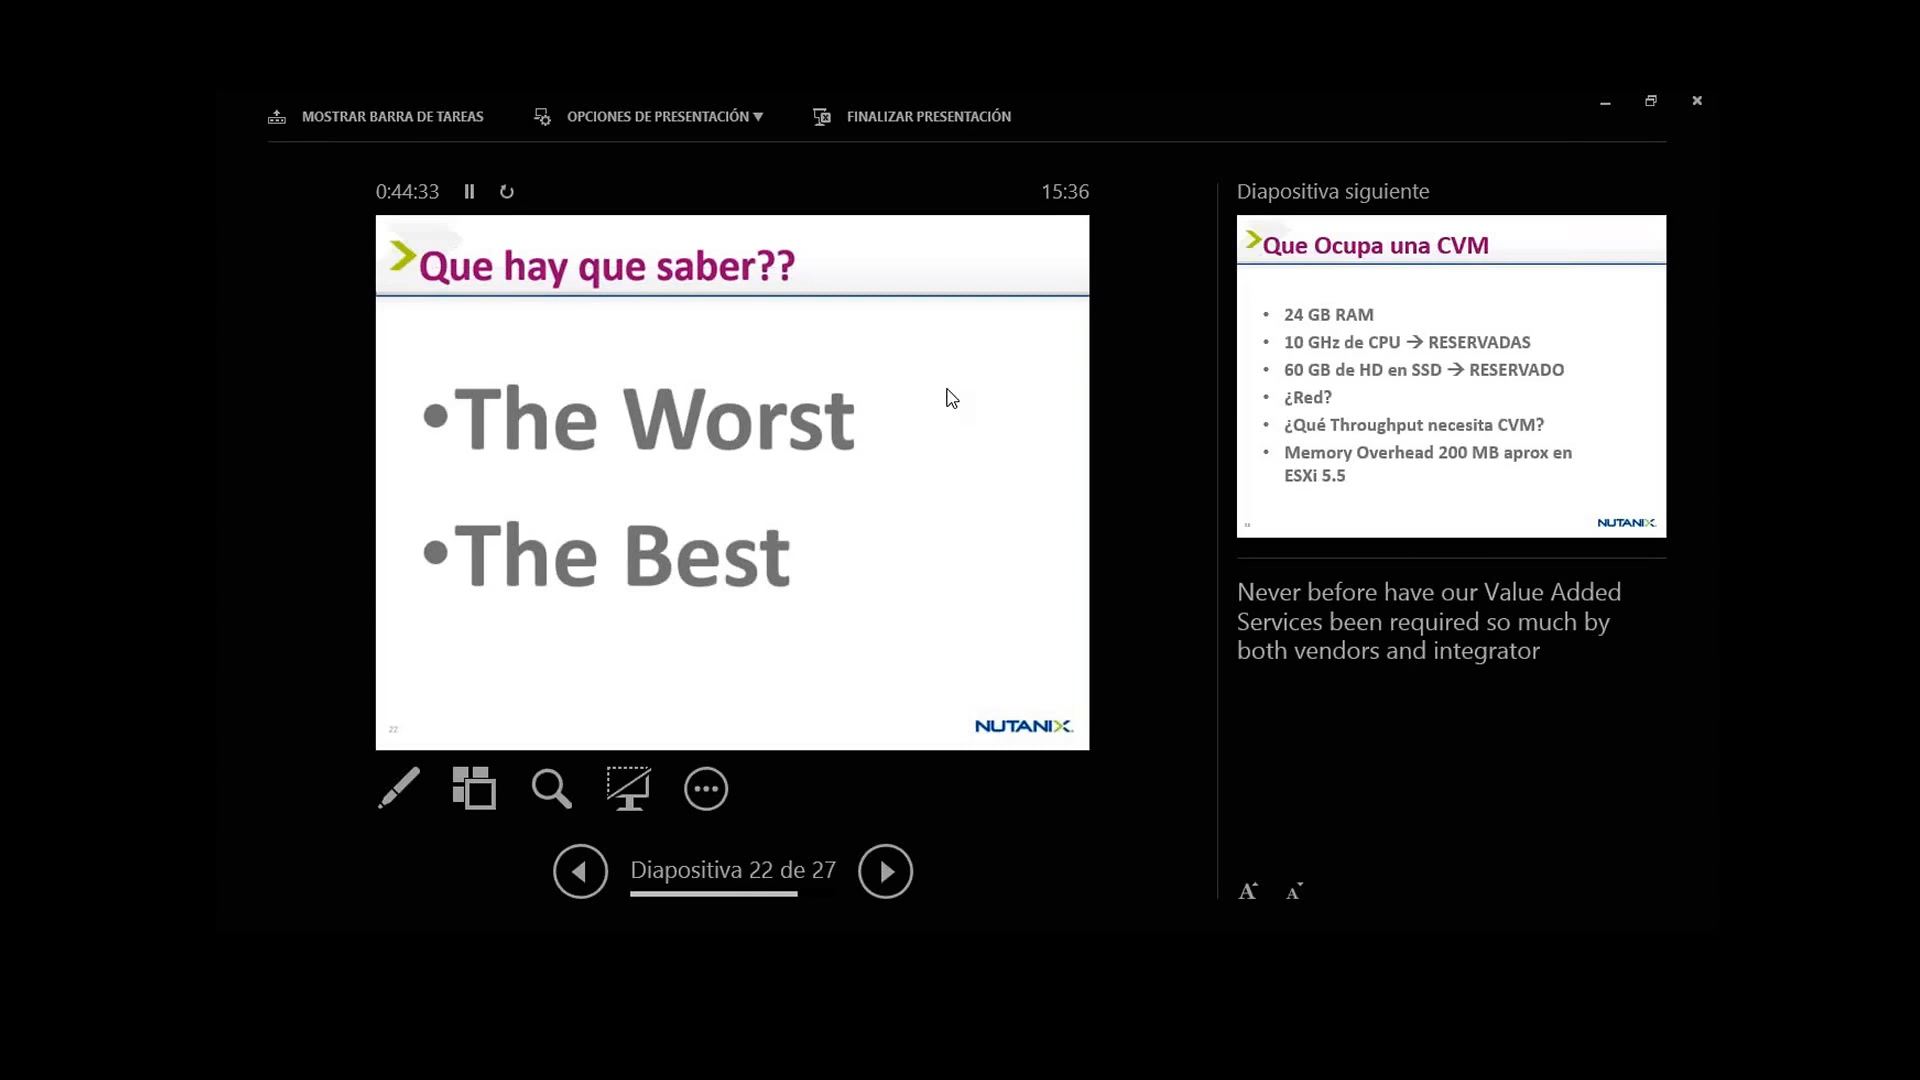 MOSTRAR BARRA DE TAREAS
OPCIONES DE PRESENTACIÓN
FINALIZAR PRESENTACIÓN
0:44:33
15:36
Que hay que saber??
•The Worst
•The Best
22
NUTANIX
Diapositiva 22 de 27
Diapositiva siguiente
Que Ocupa una CVM
• 24 GB RAM
• 10 GHz de CPU → RESERVADAS
• 60 GB de HD en SSD → RESERVADO
• ¿Red?
• ¿Qué Throughput necesita CVM?
• Memory Overhead 200 MB aprox en
ESXi 5.5
NUTANIX
Never before have our Value Added
Services been required so much by
both vendors and integrator
A A